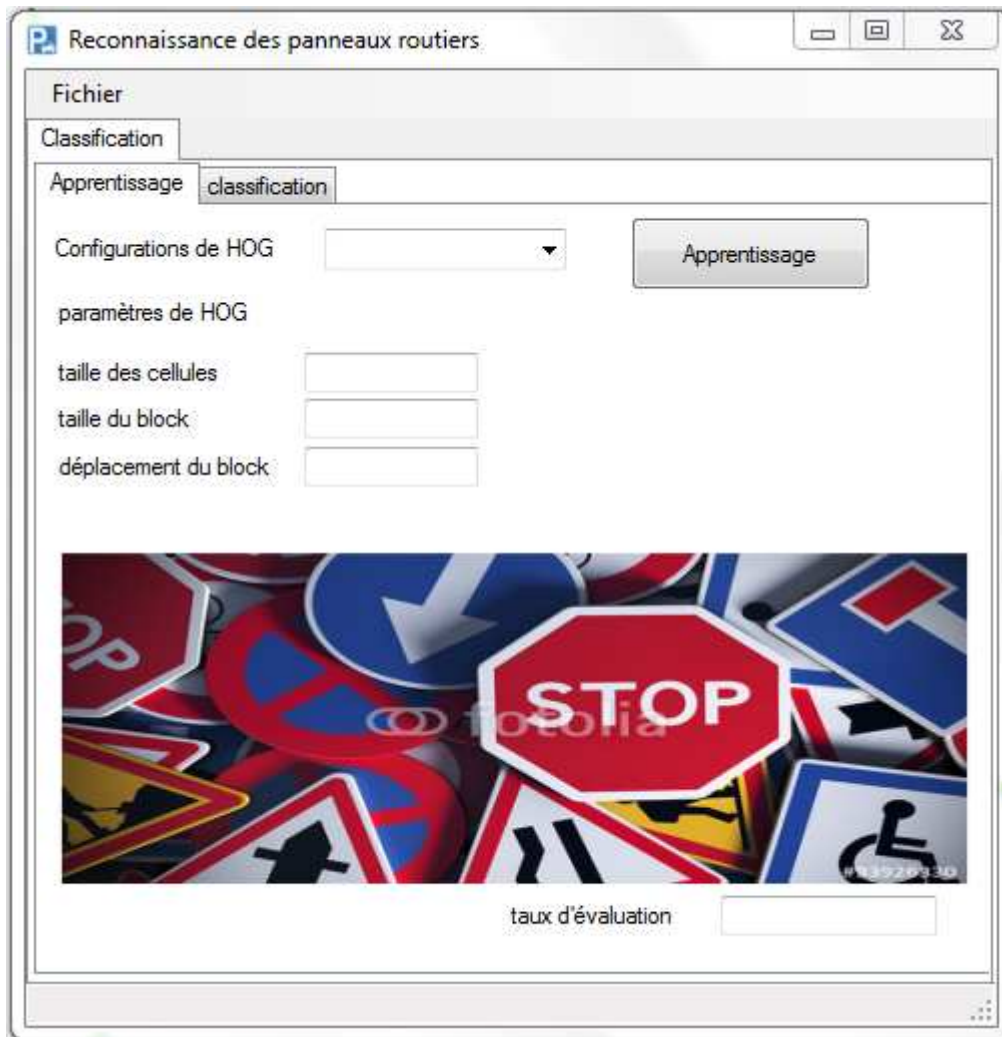 Reconnaissance des panneaux routiers
Fichier
Classification
Apprentissage classification
Configurations de HOG
Apprentissage
paramètres de HOG
taille des cellules
taille du block
déplacement du block
STOP
STOP
fotolia
taux d'évaluation